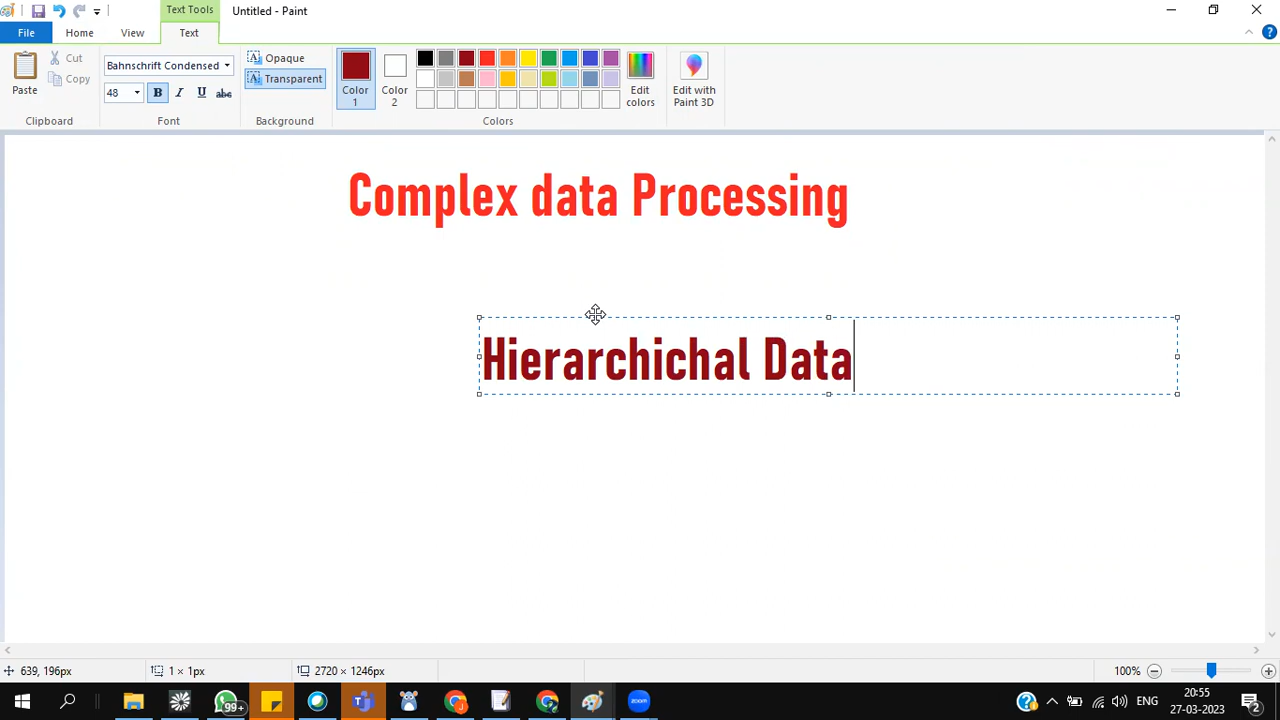 Text Tools
Untitled - Paint
File
Home
View
Text
Paste
Cut
Copy
Clipboard
Bahnschrift Condensed
48
B
I
U
abc
Font
A
Opaque
A
Transparent
Background
Color
1
Color
2
Edit
colors
Colors
Edit with
Paint 3D
Complex data Processing
Hierarchichal Data
639, 196px
1 × 1px
2720 × 1246px
100%
99+
ENG
20:55
27-03-2023
2
zoom